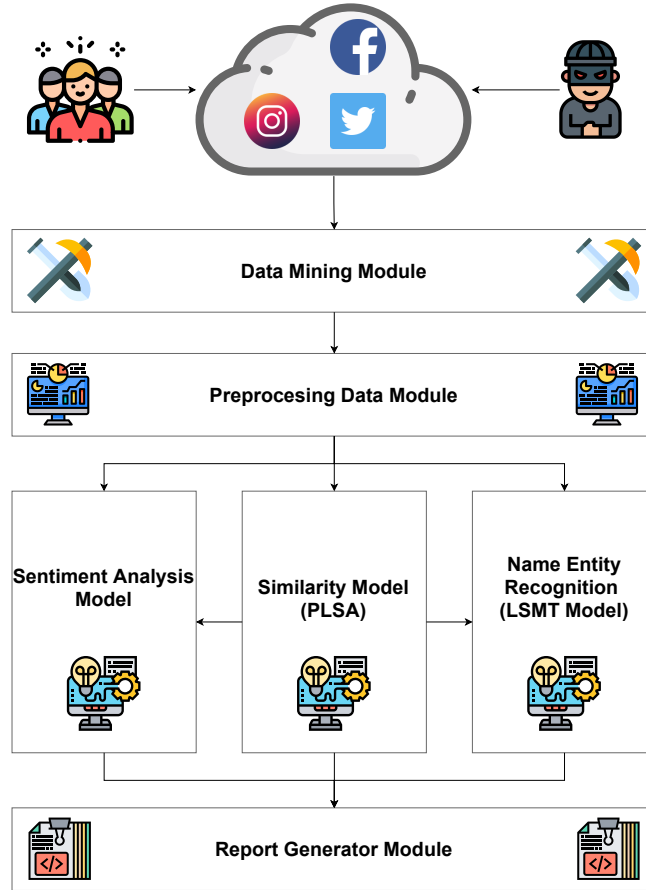 Data Mining Module
Preprocesing Data Module
Sentiment Analysis
Model
Similarity Model
(PLSA)
Name Entity
Recognition
(LSMT Model)
Report Generator Module